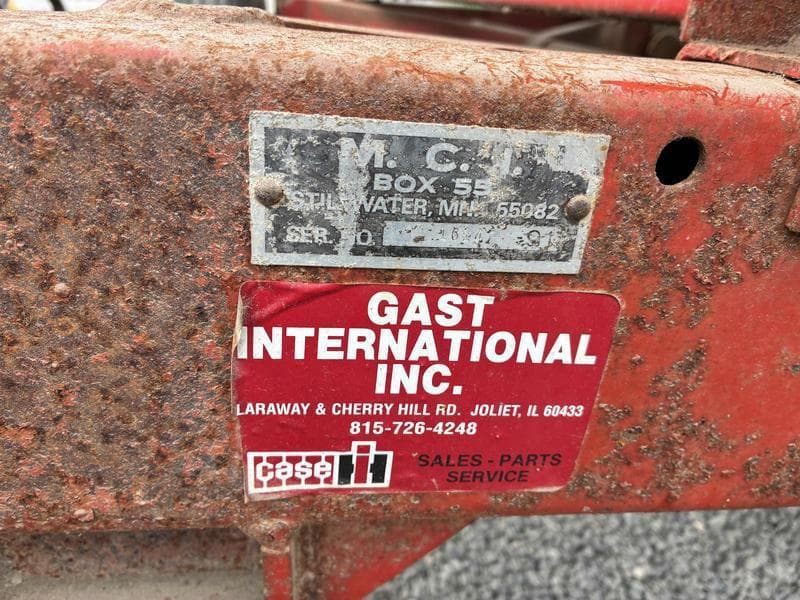 M. C. I.
BOX 55
STILLWATER, MN. 55082
SER. NO.
GAST
INTERNATIONAL
INC.
LARAWAY & CHERRY HILL RD. JOLIET, IL 60433
815-726-4248
case IH
SALES - PARTS
SERVICE